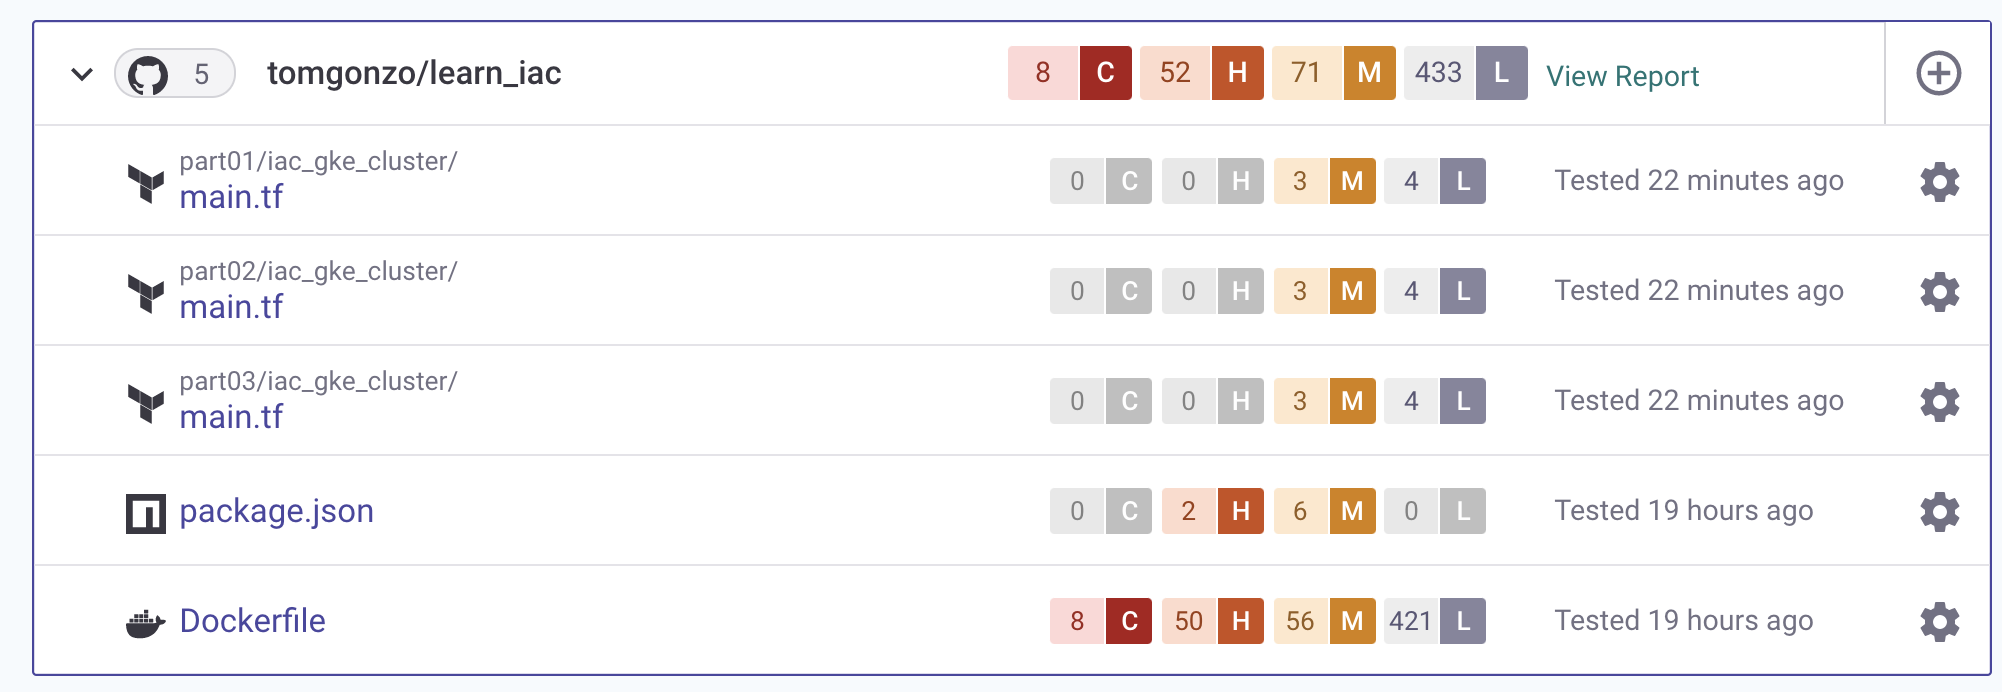 5 tomgonzo/learn_iac 8 C 52 H 71 M 433 L View Report
part01/iac_gke_cluster/
main.tf 0 C 0 H 3 M 4 L Tested 22 minutes ago
part02/iac_gke_cluster/
main.tf 0 C 0 H 3 M 4 L Tested 22 minutes ago
part03/iac_gke_cluster/
main.tf 0 C 0 H 3 M 4 L Tested 22 minutes ago
package.json 0 C 2 H 6 M 0 L Tested 19 hours ago
Dockerfile 8 C 50 H 56 M 421 L Tested 19 hours ago